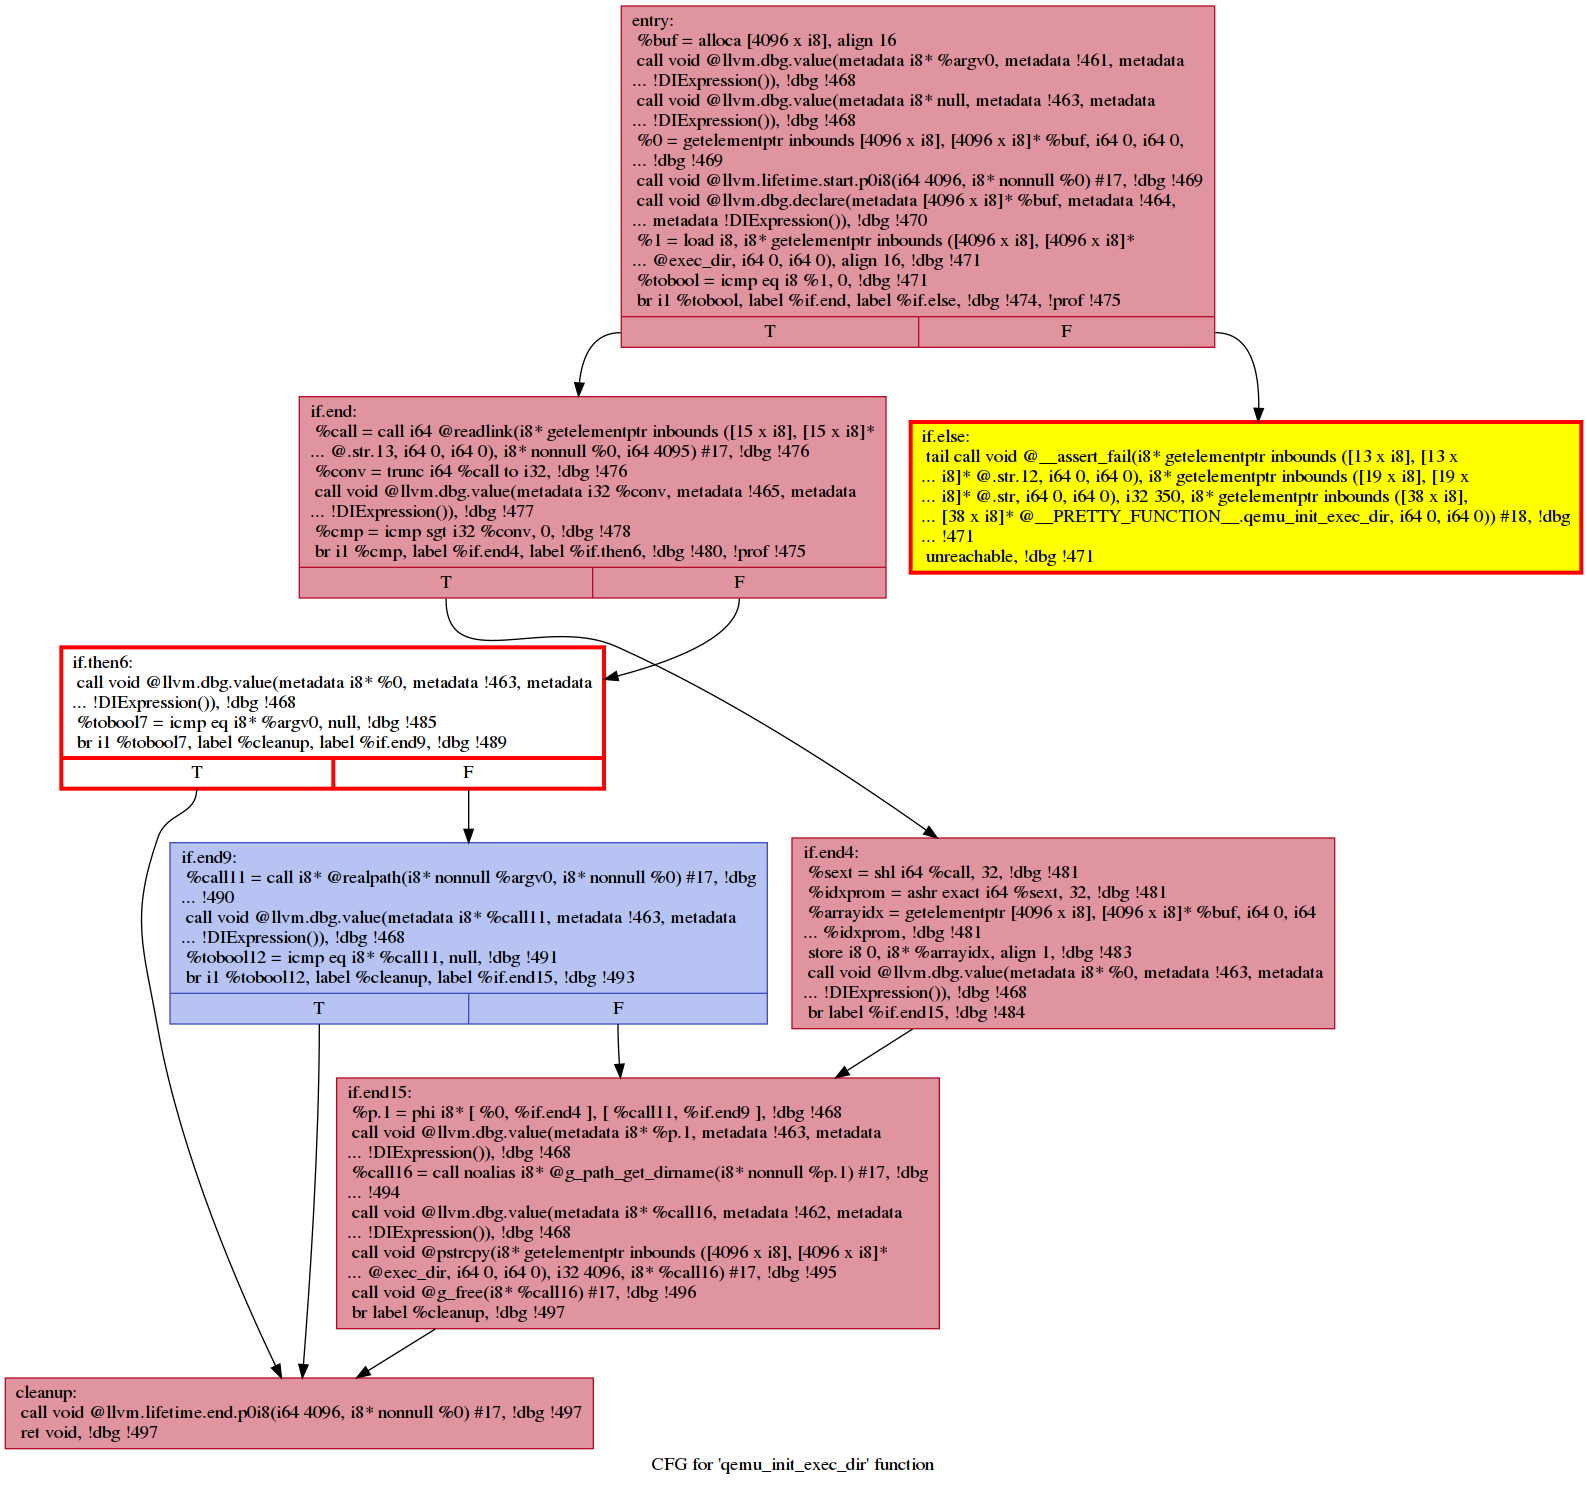 entry:
%buf = alloca [4096 x i8], align 16
call void @llvm.dbg.value(metadata i8* %argv0, metadata !461, metadata
... !DIExpression()), !dbg !468
call void @llvm.dbg.value(metadata i8* null, metadata !463, metadata
... !DIExpression()), !dbg !468
%0 = getelementptr inbounds [4096 x i8], [4096 x i8]* %buf, i64 0, i64 0,
... !dbg !469
call void @llvm.lifetime.start.p0i8(i64 4096, i8* nonnull %0) #17, !dbg !469
call void @llvm.dbg.declare(metadata [4096 x i8]* %buf, metadata !464,
... metadata !DIExpression()), !dbg !470
%1 = load i8, i8* getelementptr inbounds ([4096 x i8], [4096 x i8]*
... @exec_dir, i64 0, i64 0), align 16, !dbg !471
%tobool = icmp eq i8 %1, 0, !dbg !471
br i1 %tobool, label %if.end, label %if.else, !dbg !474, !prof !475
T F
if.end:
%call = call i64 @readlink(i8* getelementptr inbounds ([15 x i8], [15 x i8]*
... @.str.13, i64 0, i64 0), i8* nonnull %0, i64 4095) #17, !dbg !476
%conv = trunc i64 %call to i32, !dbg !476
call void @llvm.dbg.value(metadata i32 %conv, metadata !465, metadata
... !DIExpression()), !dbg !477
%cmp = icmp sgt i32 %conv, 0, !dbg !478
br i1 %cmp, label %if.end4, label %if.then6, !dbg !480, !prof !475
T F
if.else:
tail call void @__assert_fail(i8* getelementptr inbounds ([13 x i8], [13 x
... i8]* @.str.12, i64 0, i64 0), i8* getelementptr inbounds ([19 x i8], [19 x
... i8]* @.str, i64 0, i64 0), i32 350, i8* getelementptr inbounds ([38 x i8],
... [38 x i8]* @__PRETTY_FUNCTION__.qemu_init_exec_dir, i64 0, i64 0)) #18, !dbg
... !471
unreachable, !dbg !471
if.then6:
call void @llvm.dbg.value(metadata i8* %0, metadata !463, metadata
... !DIExpression()), !dbg !468
%tobool7 = icmp eq i8* %argv0, null, !dbg !485
br i1 %tobool7, label %cleanup, label %if.end9, !dbg !489
T F
if.end9:
%call11 = call i8* @realpath(i8* nonnull %argv0, i8* nonnull %0) #17, !dbg
... !490
call void @llvm.dbg.value(metadata i8* %call11, metadata !463, metadata
... !DIExpression()), !dbg !468
%tobool12 = icmp eq i8* %call11, null, !dbg !491
br i1 %tobool12, label %cleanup, label %if.end15, !dbg !493
T F
if.end4:
%sext = shl i64 %call, 32, !dbg !481
%idxprom = ashr exact i64 %sext, 32, !dbg !481
%arrayidx = getelementptr [4096 x i8], [4096 x i8]* %buf, i64 0, i64
... %idxprom, !dbg !481
store i8 0, i8* %arrayidx, align 1, !dbg !483
call void @llvm.dbg.value(metadata i8* %0, metadata !463, metadata
... !DIExpression()), !dbg !468
br label %if.end15, !dbg !484
if.end15:
%p.1 = phi i8* [ %0, %if.end4 ], [ %call11, %if.end9 ], !dbg !468
call void @llvm.dbg.value(metadata i8* %p.1, metadata !463, metadata
... !DIExpression()), !dbg !468
%call16 = call noalias i8* @g_path_get_dirname(i8* nonnull %p.1) #17, !dbg
... !494
call void @llvm.dbg.value(metadata i8* %call16, metadata !462, metadata
... !DIExpression()), !dbg !468
call void @pstrcpy(i8* getelementptr inbounds ([4096 x i8], [4096 x i8]*
... @exec_dir, i64 0, i64 0), i32 4096, i8* %call16) #17, !dbg !495
call void @g_free(i8* %call16) #17, !dbg !496
br label %cleanup, !dbg !497
cleanup:
call void @llvm.lifetime.end.p0i8(i64 4096, i8* nonnull %0) #17, !dbg !497
ret void, !dbg !497
CFG for 'qemu_init_exec_dir' function